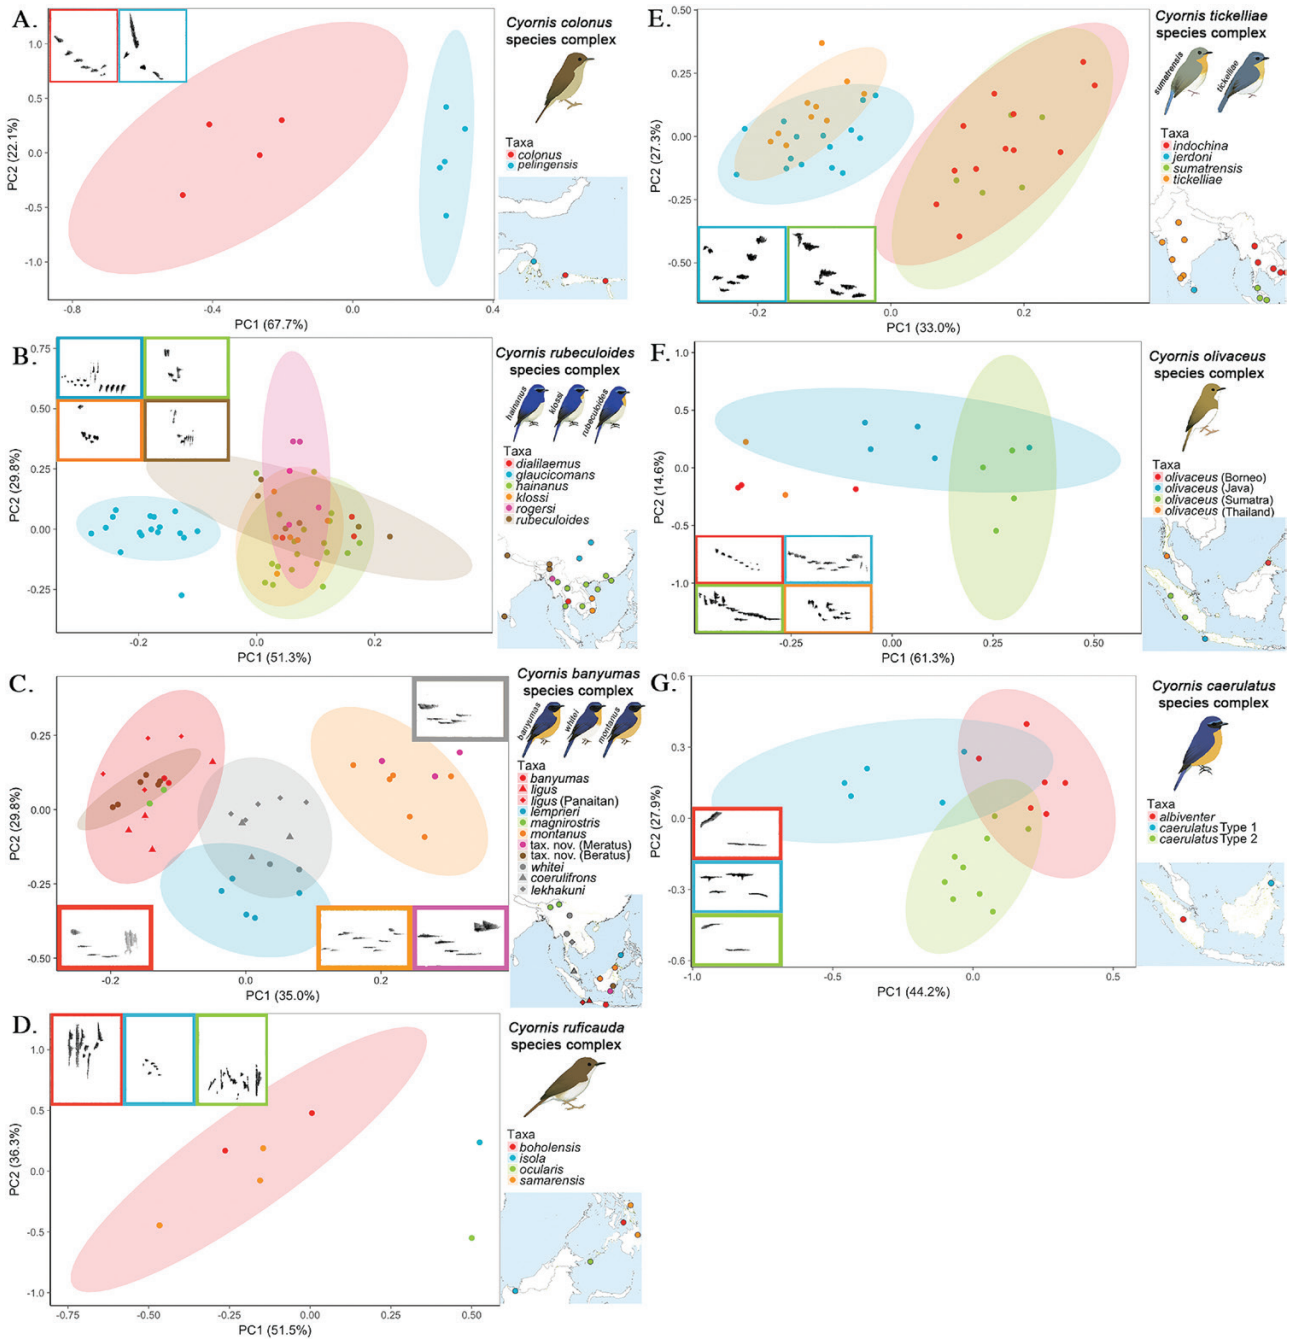 A.
Cyornis colonus
species complex
Taxa
colonus
pelingensis
1.0
0.5
0.0
-0.5
-1.0
PC2 (22.1%)
-0.8
-0.4
0.0
0.4
PC1 (67.7%)
B.
Cyornis rubeculoides
species complex
hainanus
klossi
rubeculoides
Taxa
dialilaemus
glaucicomans
hainanus
klossi
rogersi
rubeculoides
0.75
0.50
0.25
0.00
-0.25
PC2 (29.8%)
-0.2
0.0
0.2
PC1 (51.3%)
C.
Cyornis banyumas
species complex
banyumas
whitei
montanus
Taxa
banyumas
ligus
ligus (Panaitan)
lemprieri
magnirostris
montanus
tax. nov. (Meratus)
tax. nov. (Beratus)
whitei
coerulifrons
lekhakuni
0.25
0.00
-0.25
-0.50
PC2 (29.8%)
-0.2
0.0
0.2
PC1 (35.0%)
D.
Cyornis ruficauda
species complex
Taxa
boholensis
isola
ocularis
samarensis
1.0
0.5
0.0
-0.5
-1.0
PC2 (36.3%)
-0.75
-0.50
-0.25
0.00
0.25
0.50
PC1 (51.5%)
E.
Cyornis tickelliae
species complex
sumatrensis
tickelliae
Taxa
indochina
jerdoni
sumatrensis
tickelliae
0.50
0.25
0.00
-0.25
-0.50
PC2 (27.3%)
-0.2
0.0
0.2
PC1 (33.0%)
F.
Cyornis olivaceus
species complex
Taxa
olivaceus (Borneo)
olivaceus (Java)
olivaceus (Sumatra)
olivaceus (Thailand)
1.0
0.5
0.0
-0.5
-1.0
PC2 (14.6%)
-0.25
0.00
0.25
0.50
PC1 (61.3%)
G.
Cyornis caerulatus
species complex
Taxa
albiventer
caerulatus Type 1
caerulatus Type 2
0.6
0.3
0.0
-0.3
-0.6
PC2 (27.9%)
-1.0
-0.5
0.0
0.5
PC1 (44.2%)